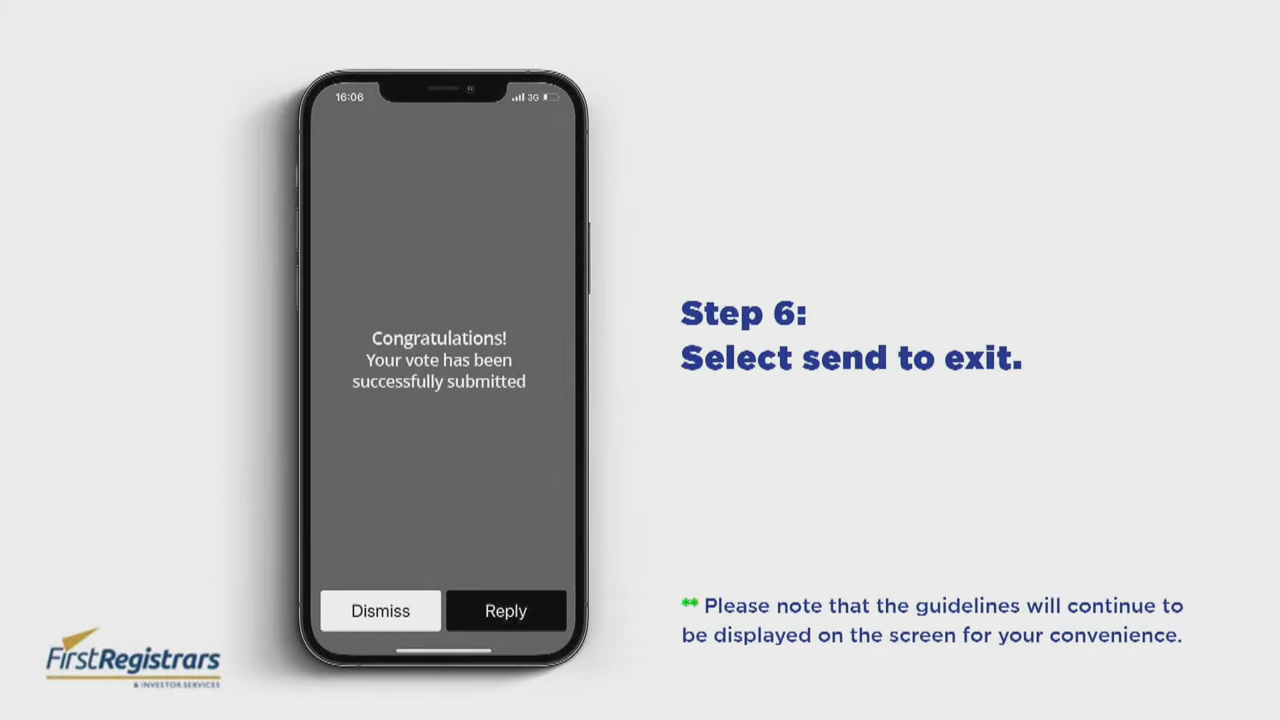 16:06
3G
Congratulations!
Your vote has been
successfully submitted
Dismiss
Reply
Step 6:
Select send to exit.
** Please note that the guidelines will continue to
be displayed on the screen for your convenience.
FirstRegistrars
& INVESTOR SERVICES